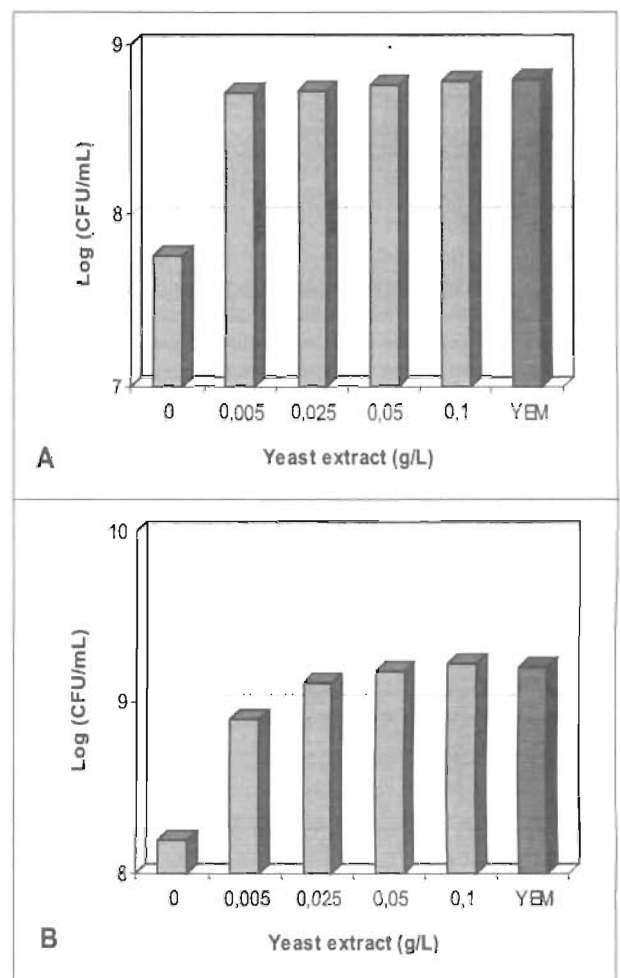 9
8
7
Log (CFU/mL)
0 0,005 0,025 0,05 0,1 YEM
Yeast extract (g/L)
A
10
9
8
Log (CFU/mL)
0 0,005 0,025 0,05 0,1 YEM
Yeast extract (g/L)
B